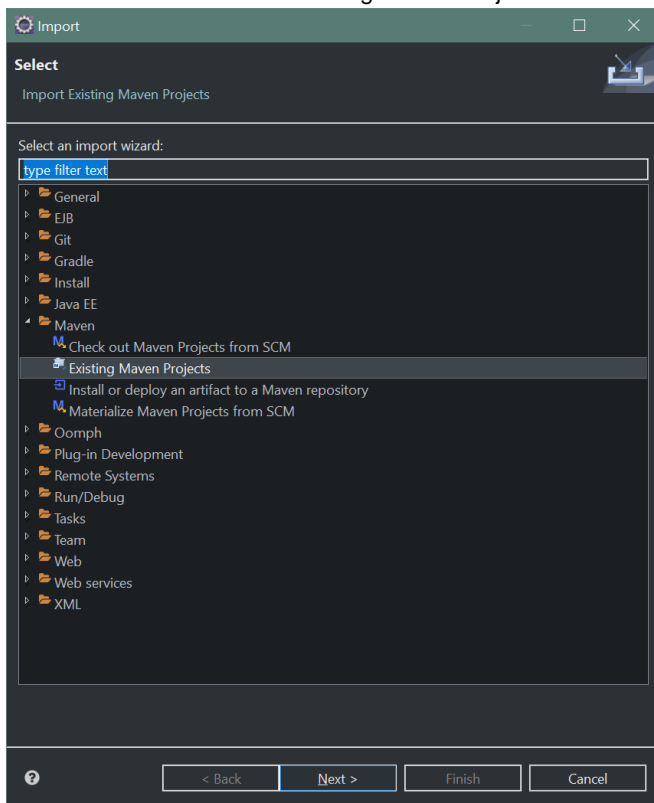 Import
Select
Import Existing Maven Projects
Select an import wizard:
type filter text
General
EJB
Git
Gradle
Install
Java EE
Maven
Check out Maven Projects from SCM
Existing Maven Projects
Install or deploy an artifact to a Maven repository
Materialize Maven Projects from SCM
Oomph
Plug-in Development
Remote Systems
Run/Debug
Tasks
Team
Web
Web services
XML
< Back Next > Finish Cancel